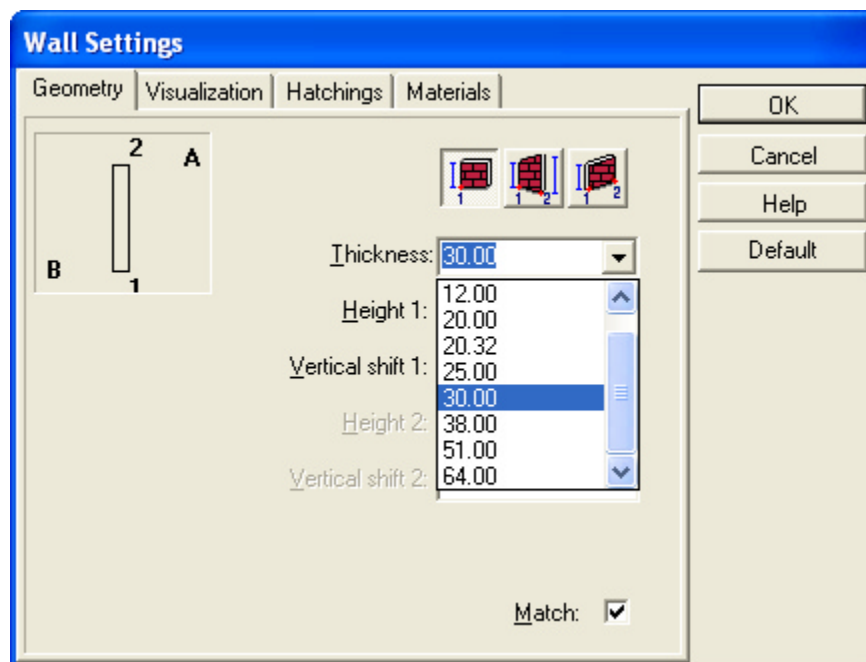 Wall Settings
Geometry Visualization Hatchings Materials
OK
Cancel
Help
Default
2 A
B 1
1
1 2
1 2
Thickness: 30.00
12.00
20.00
20.32
25.00
30.00
38.00
51.00
64.00
Height 1:
Vertical shift 1:
Height 2:
Vertical shift 2:
Match: